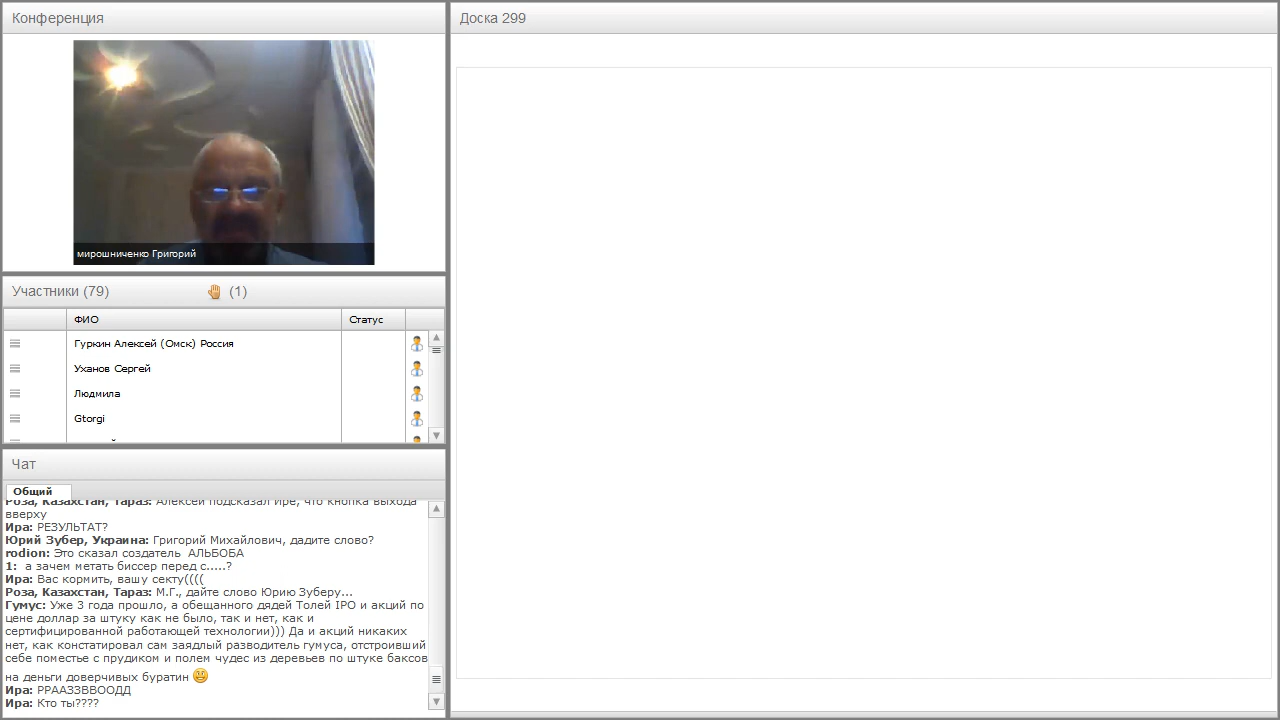 Конференция
мирошниченко Григорий
Участники (79)
(1)
ФИО
Статус
Гуркин Алексей (Омск) Россия
Уханов Сергей
Людмила
Gtorgi
Чат
Общий
Роза, Казахстан, Тараз: Алексей подсказал Ире, что кнопка выхода
вверху
Ира: РЕЗУЛЬТАТ?
Юрий Зубер, Украина: Григорий Михайлович, дадите слово?
rodion: Это сказал создатель АЛЬБОБА
1: а зачем метать биссер перед с.....?
Ира: Вас кормить, вашу секту((((
Роза, Казахстан, Тараз: М.Г., дайте слово Юрию Зуберу...
Гумус: Уже 3 года прошло, а обещанного дядей Толей IPO и акций по
цене доллар за штуку как не было, так и нет, как и
сертифицированной работающей технологии))) Да и акций никаких
нет, как констатировал сам заядлый разводитель гумуса, отстроивший
себе поместье с прудиком и полем чудес из деревьев по штуке баксов
на деньги доверчивых буратин
Ира: РРААЗЗВВООДД
Ира: Кто ты????
Доска 299